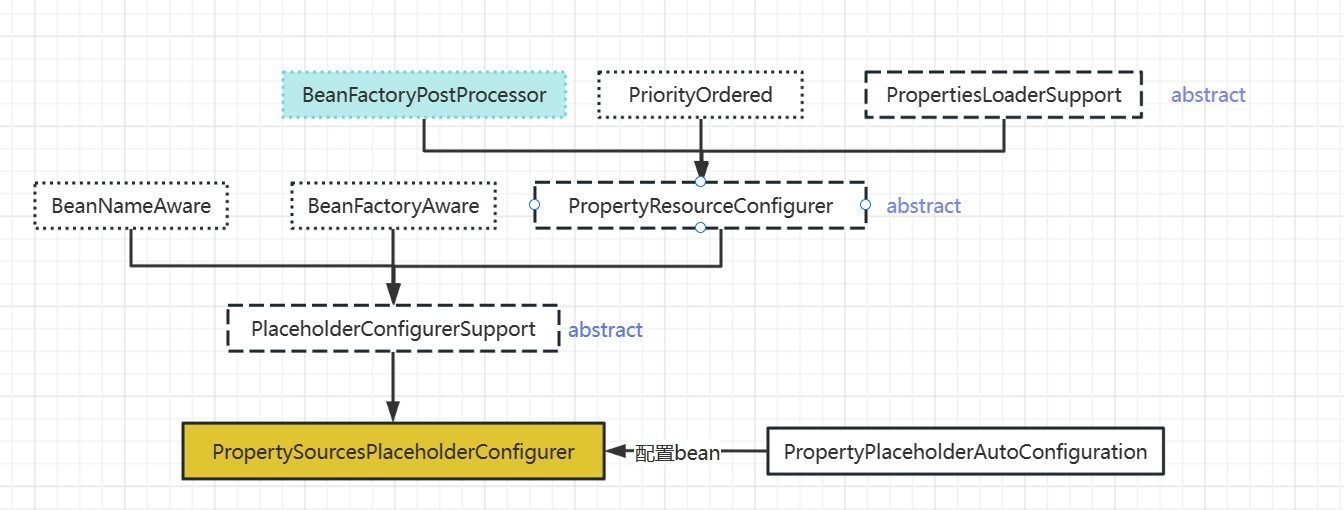 BeanFactoryPostProcessor
PriorityOrdered
PropertiesLoaderSupport
abstract
BeanNameAware
BeanFactoryAware
PropertyResourceConfigurer
abstract
PlaceholderConfigurerSupport
abstract
PropertySourcesPlaceholderConfigurer
配置bean
PropertyPlaceholderAutoConfiguration